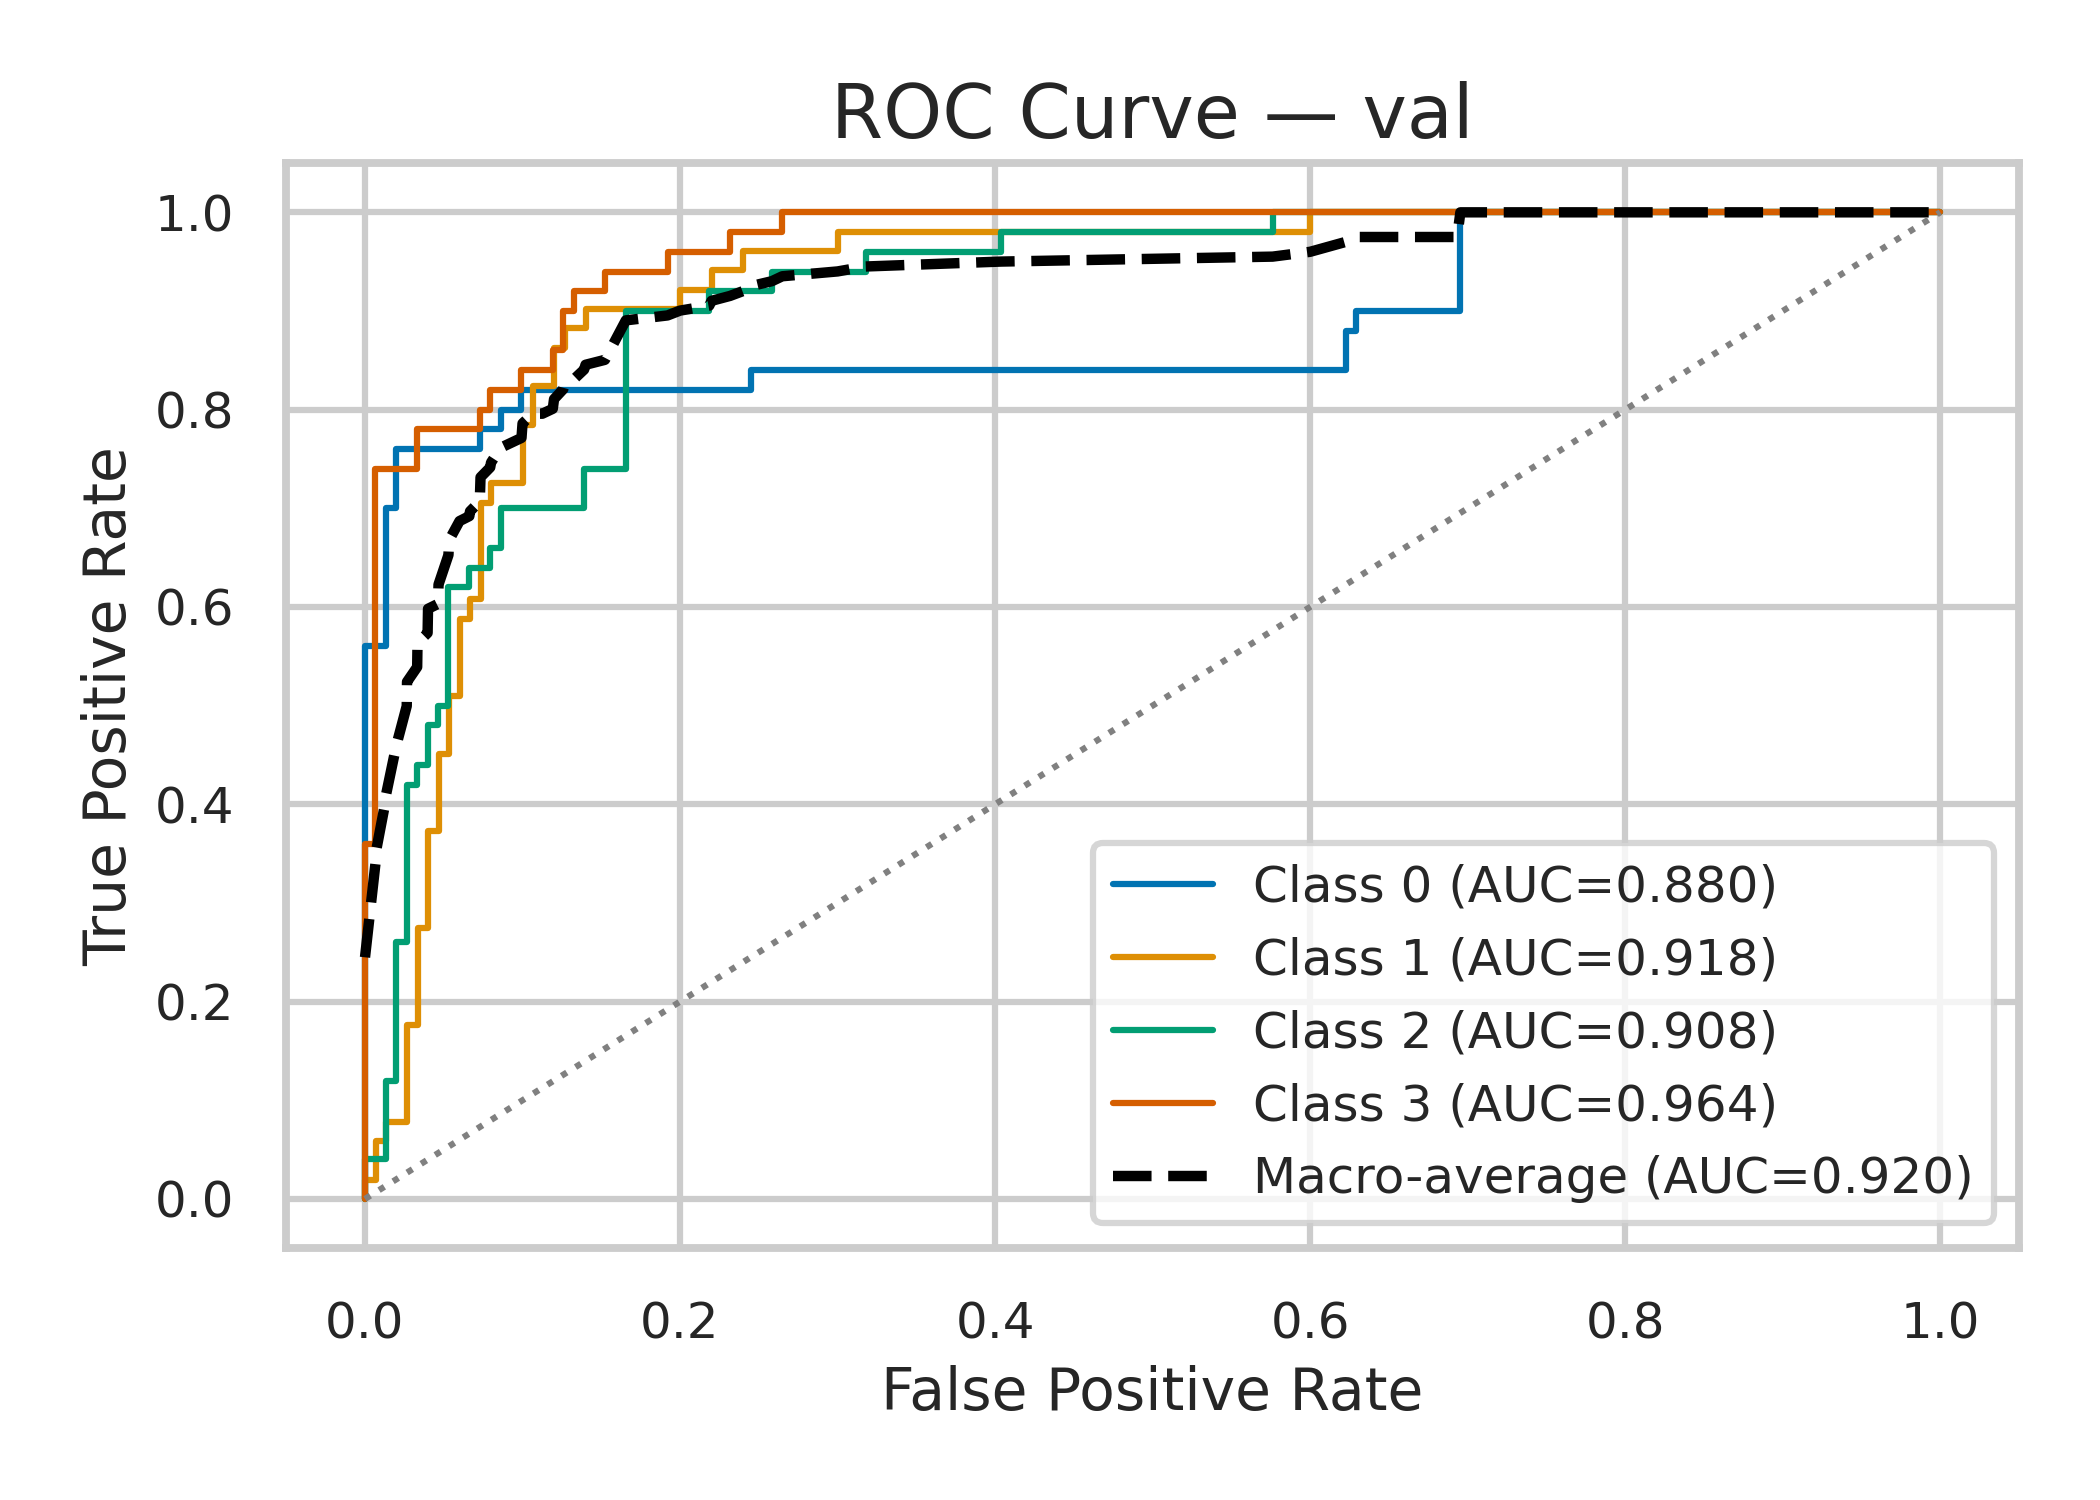 ROC Curve — val
True Positive Rate
1.0
0.8
0.6
0.4
0.2
0.0
Class 0 (AUC=0.880)
Class 1 (AUC=0.918)
Class 2 (AUC=0.908)
Class 3 (AUC=0.964)
Macro-average (AUC=0.920)
0.0 0.2 0.4 0.6 0.8 1.0
False Positive Rate